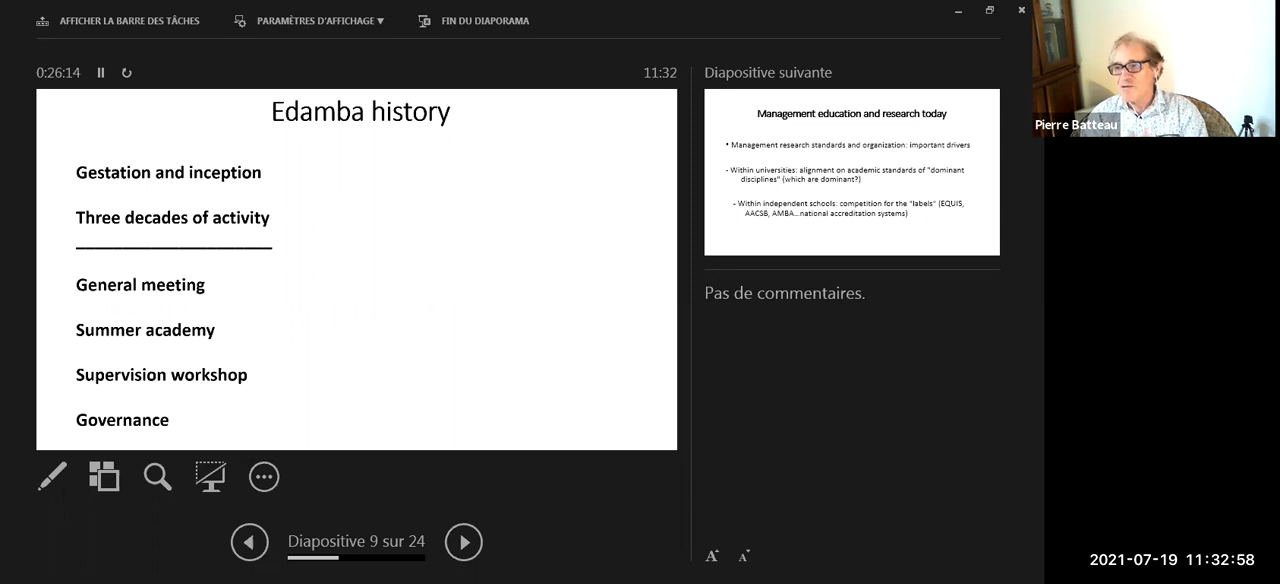 AFFICHER LA BARRE DES TÂCHES
PARAMÈTRES D'AFFICHAGE ▼
FIN DU DIAPORAMA
0:26:14
11:32
Edamba history
Gestation and inception
Three decades of activity
General meeting
Summer academy
Supervision workshop
Governance
Diapositive 9 sur 24
Diapositive suivante
Management education and research today
• Management research standards and organization: important drivers
- Within universities: alignment on academic standards of "dominant
disciplines" (which are dominant?)
- Within independent schools: competition for the "labels" (EQUIS,
AACSB, AMBA...national accreditation systems)
Pas de commentaires.
A A
Pierre Batteau
2021-07-19 11:32:58